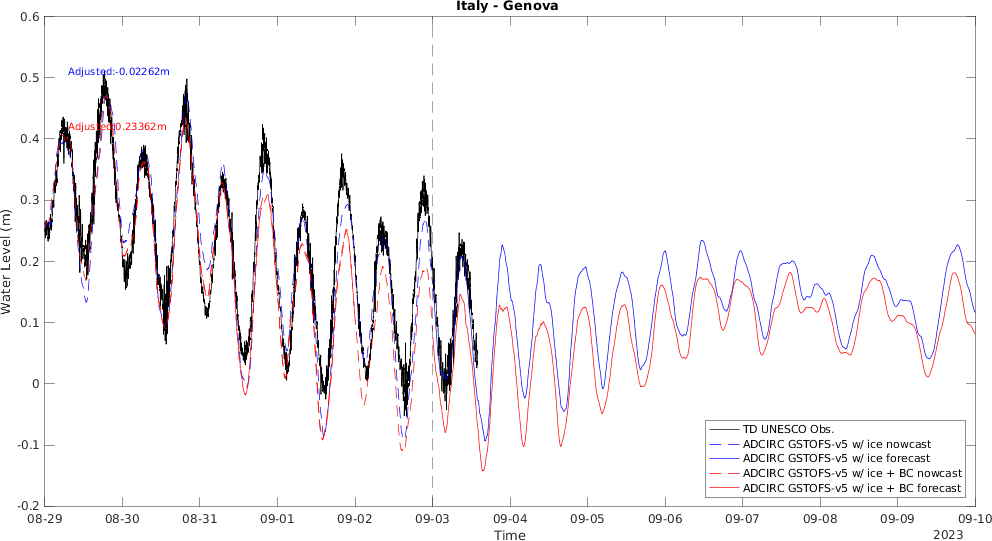 Italy - Genova
0.6
0.5
0.4
0.3
0.2
0.1
0
-0.1
-0.2
Water Level (m)
Adjusted:-0.02262m
Adjusted:0.23362m
TD UNESCO Obs.
ADCIRC GSTOFS-v5 w/ ice nowcast
ADCIRC GSTOFS-v5 w/ ice forecast
ADCIRC GSTOFS-v5 w/ ice + BC nowcast
ADCIRC GSTOFS-v5 w/ ice + BC forecast
08-29 08-30 08-31 09-01 09-02 09-03 09-04 09-05 09-06 09-07 09-08 09-09 09-10
Time
2023